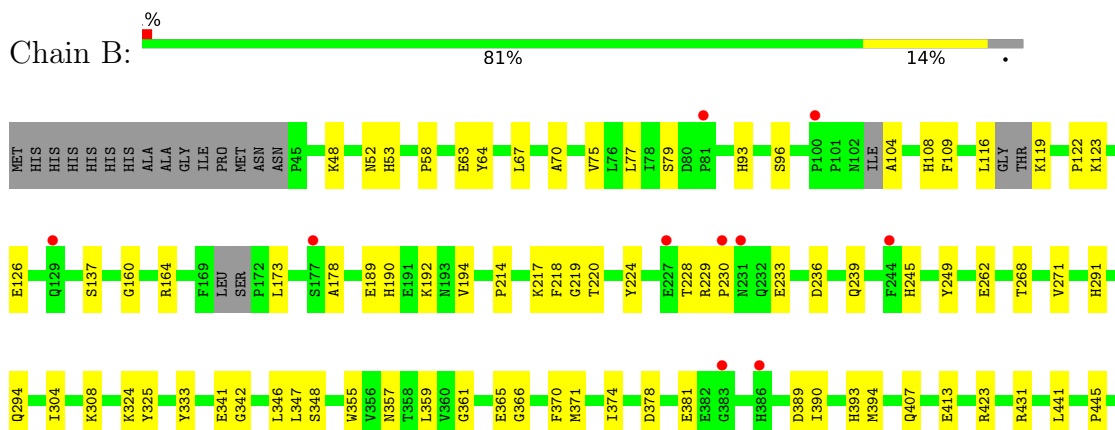 %
Chain B:
81% 14% •
MET HIS HIS HIS HIS HIS HIS ALA ALA GLY ILE PRO MET ASN ASN P45 K48 N52 H53 P58 E63 Y64 L67 A70 V75 L76 L77 I78 S79 D80 P81 H93 S96 P100 P101 N102 ILE A104 H108 F109 L116 GLY THR K119 P122 K123
E126 Q129 S137 G160 R164 F169 LEU SER P172 L173 S177 A178 E189 H190 E191 K192 N193 V194 P214 K217 F218 G219 T220 Y224 E227 T228 R229 P230 N231 Q232 E233 D236 Q239 F244 H245 Y249 E262 T268 V271 H291
Q294 I304 K308 K324 Y325 Y333 E341 G342 L346 L347 S348 W355 V356 N357 T358 L359 V360 G361 E365 G366 F370 M371 I374 D378 E381 E382 G383 H386 D389 I390 H393 M394 Q407 E413 R423 R431 L441 P445